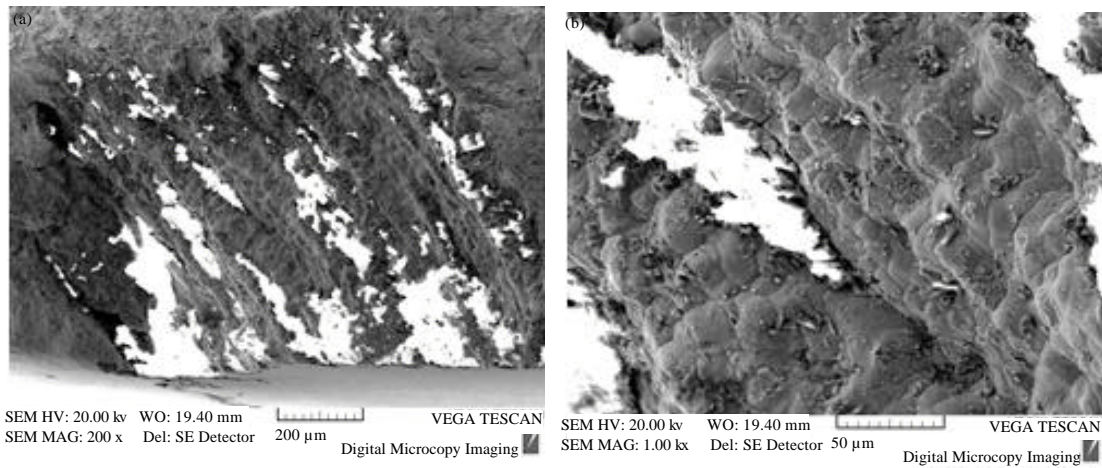 (a)
SEM HV: 20.00 kv WO: 19.40 mm VEGA TESCAN
SEM MAG: 200 x Del: SE Detector 200 µm
Digital Microcopy Imaging
(b)
SEM HV: 20.00 kv WO: 19.40 mm VEGA TESCAN
SEM MAG: 1.00 kx Del: SE Detector 50 µm
Digital Microcopy Imaging